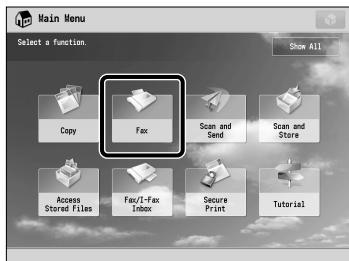 Main Menu
Select a function.
Show All
Copy
Fax
Scan and
Send
Scan and
Store
Access
Stored Files
Fax/I-Fax
Inbox
Secure
Print
Tutorial